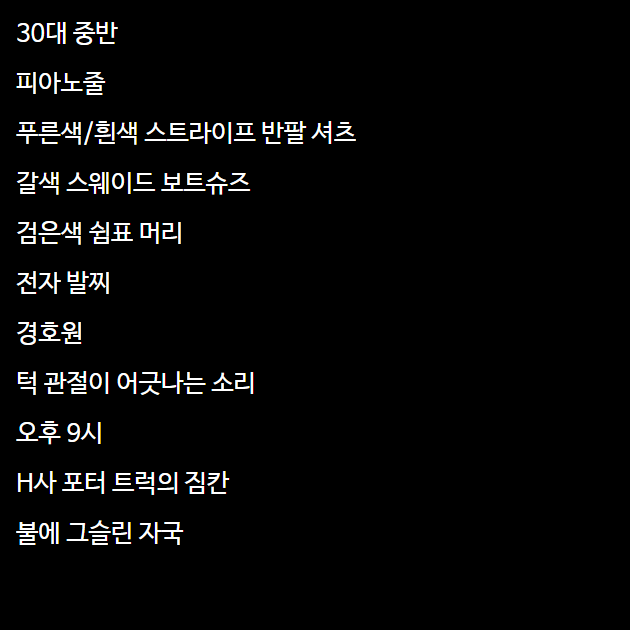 30대 중반
피아노줄
푸른색/흰색 스트라이프 반팔 셔츠
갈색 스웨이드 보트슈즈
검은색 쉼표 머리
전자 발찌
경호원
턱 관절이 어긋나는 소리
오후 9시
H사 포터 트럭의 짐칸
불에 그슬린 자국